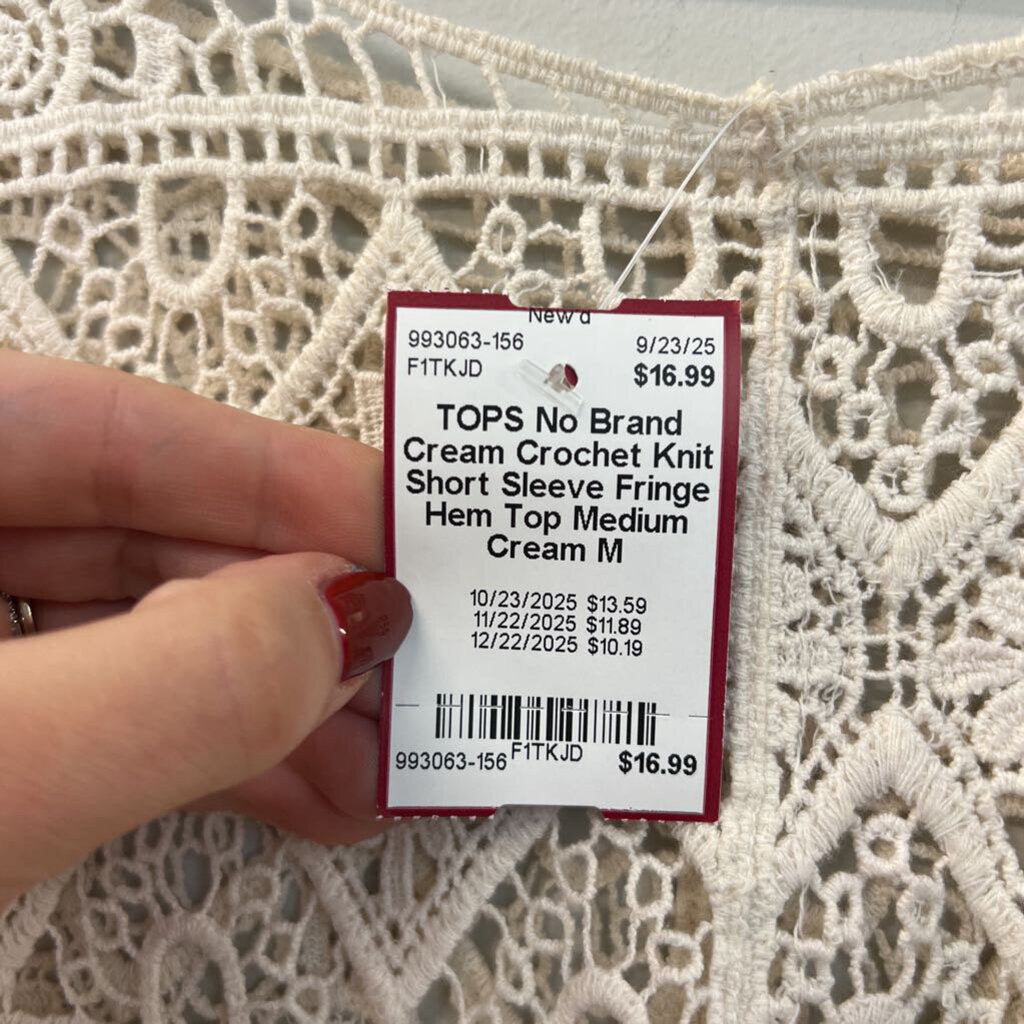 New d
993063-156 9/23/25
F1TKJD $16.99
TOPS No Brand
Cream Crochet Knit
Short Sleeve Fringe
Hem Top Medium
Cream M
10/23/2025 $13.59
11/22/2025 $11.89
12/22/2025 $10.19
993063-156 F1TKJD $16.99